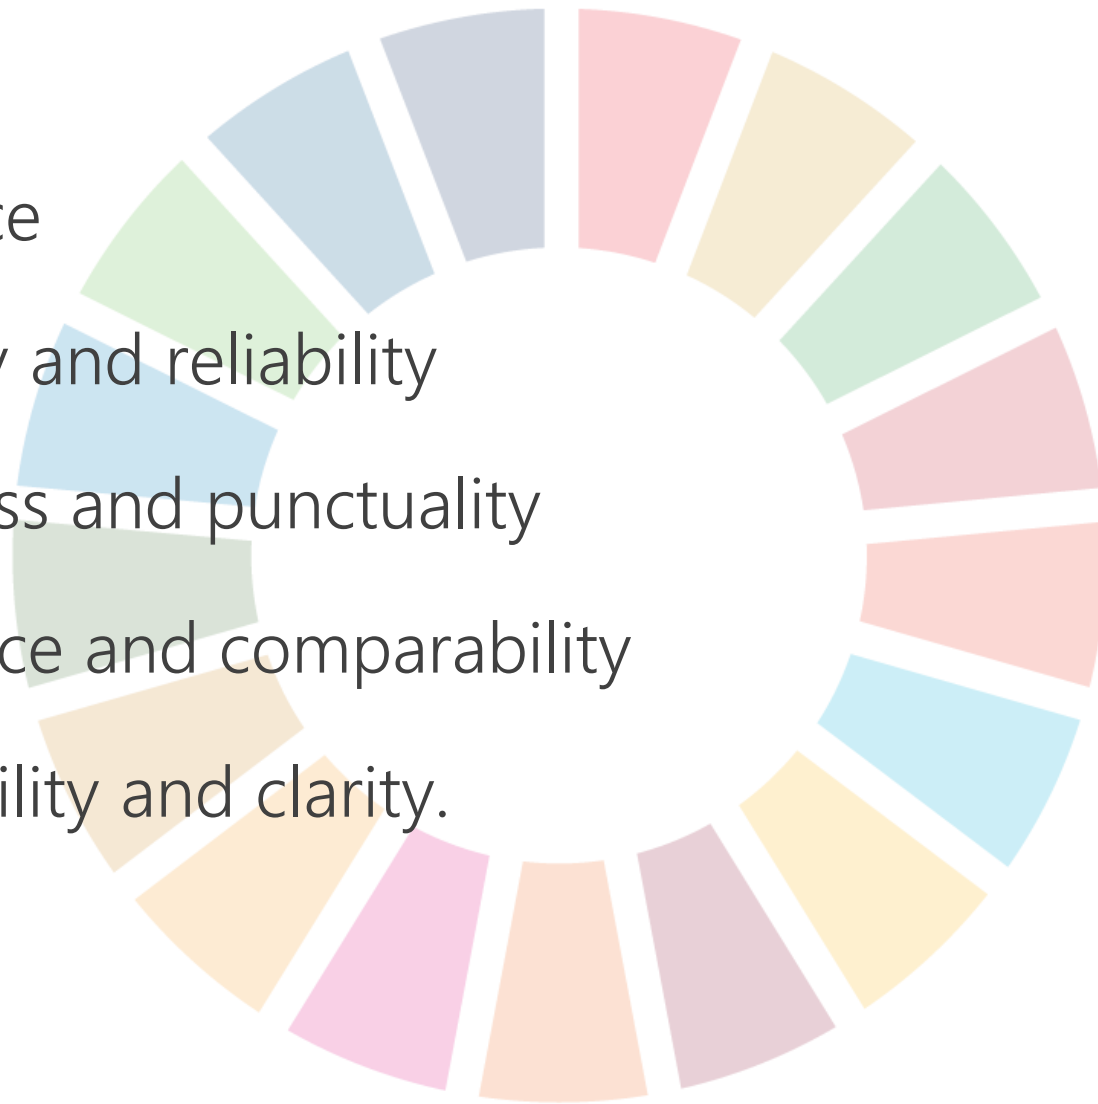 ce
y and reliability
ss and punctuality
ce and comparability
ility and clarity.